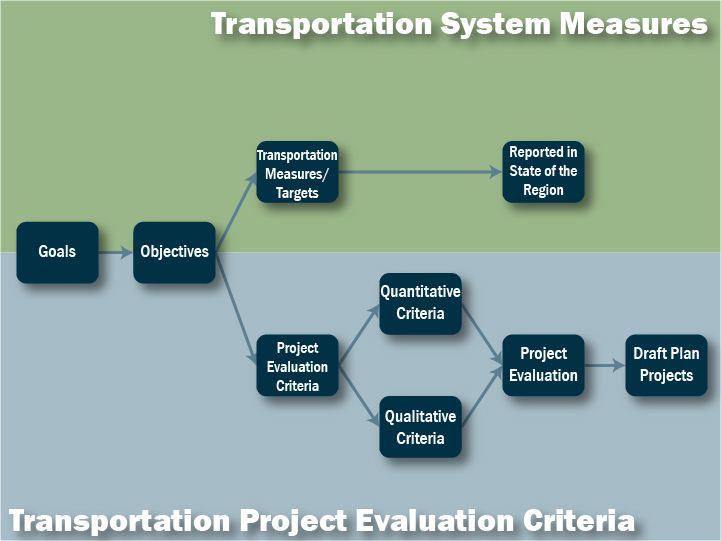 Transportation System Measures
Transportation
Measures/
Targets
Reported in
State of the
Region
Goals
Objectives
Quantitative
Criteria
Project
Evaluation
Criteria
Project
Evaluation
Draft Plan
Projects
Qualitative
Criteria
Transportation Project Evaluation Criteria